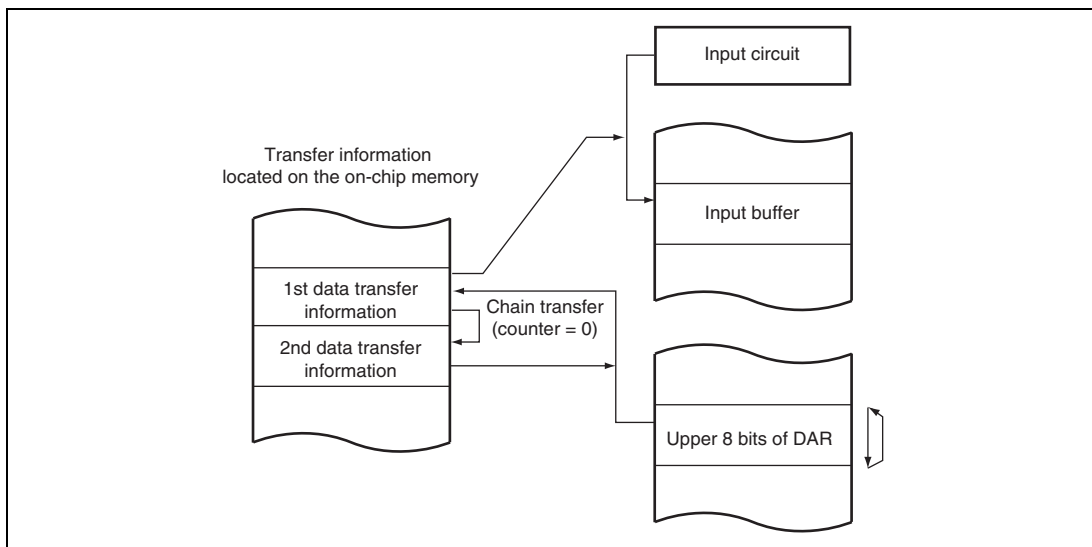 Input circuit
Transfer information
located on the on-chip memory
Input buffer
1st data transfer
information
Chain transfer
(counter = 0)
2nd data transfer
information
Upper 8 bits of DAR